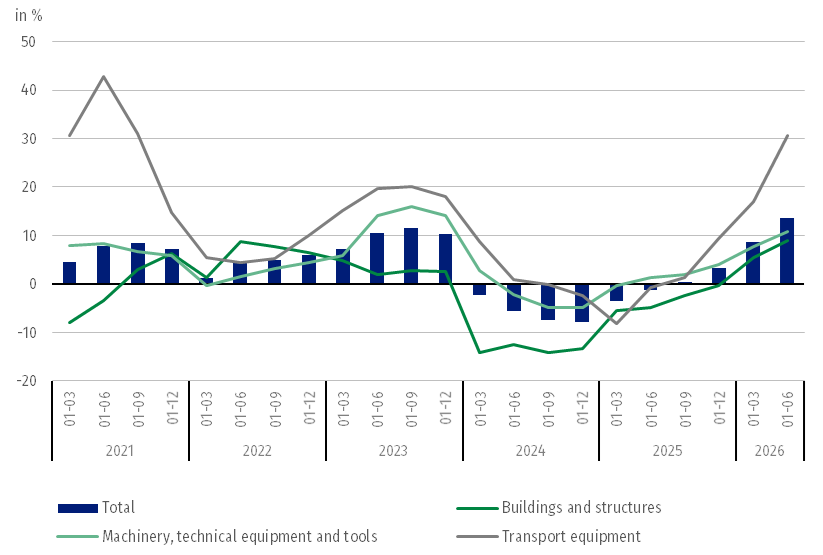 in %
50
40
30
20
10
0
-10
-20
01-03 01-06 01-09 01-12 01-03 01-06 01-09 01-12 01-03 01-06 01-09 01-12 01-03 01-06 01-09 01-12 01-03 01-06 01-09 01-12 01-03 01-06
2021 2022 2023 2024 2025 2026
Total Buildings and structures
Machinery, technical equipment and tools Transport equipment